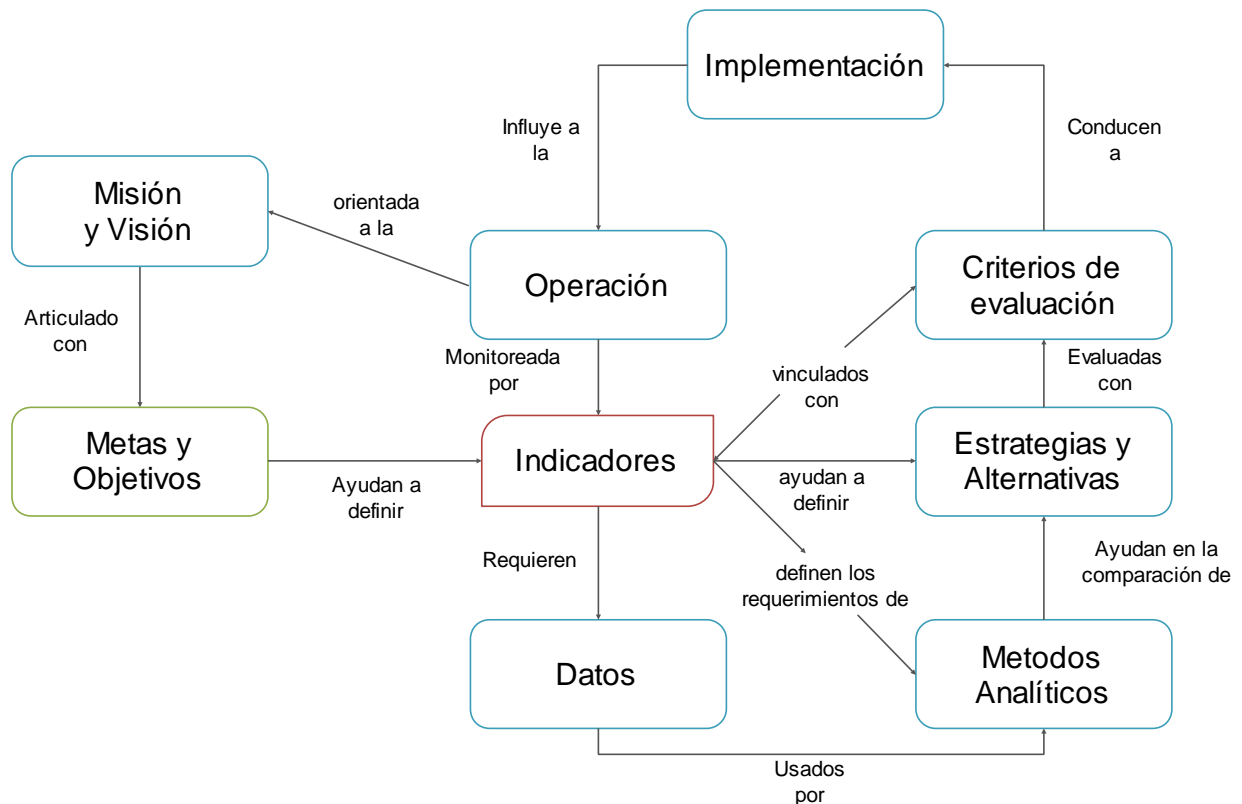 Implementación
Influye a
la
Conducen
a
Misión
y Visión
orientada
a la
Operación
Criterios de
evaluación
Articulado
con
Monitoreada
por
vinculados
con
Evaluadas
con
Metas y
Objetivos
Ayudan a
definir
Indicadores
ayudan a
definir
Estrategias y
Alternativas
Requieren
definen los
requerimientos de
Ayudan en la
comparación de
Datos
Metodos
Analíticos
Usados
por